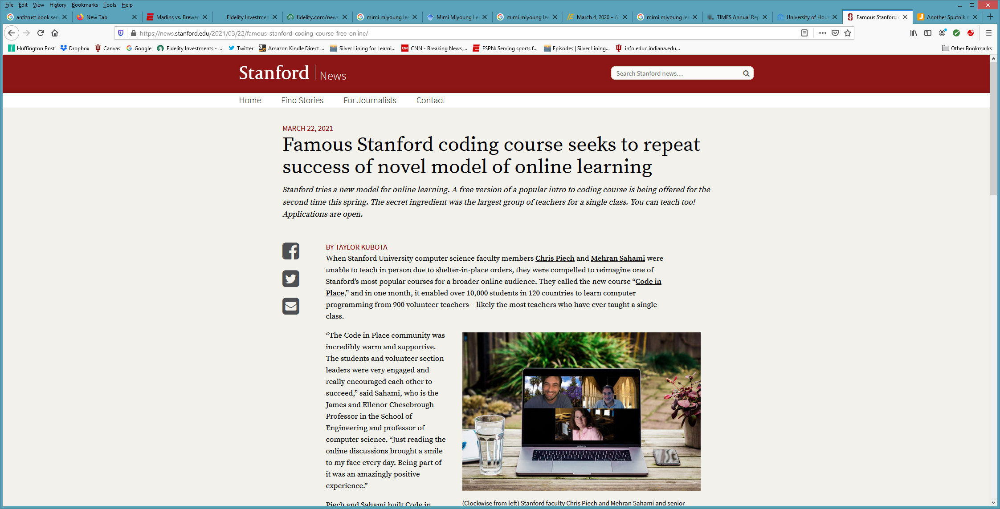 File Edit View History Bookmarks Tools Help
antitrust book sen
New Tab
Marlins vs. Brewer
Fidelity Investmen
fidelity.com/news
mimi miyoung lee
Mimi Miyoung Le
mimi miyoung lee
March 4, 2020 – A
mimi miyoung lee
TIMES Annual Rep
University of Hous
Famous Stanford c
Another Sputnik m
https://news.stanford.edu/2021/03/22/famous-stanford-coding-course-free-online/
Huffington Post Dropbox Canvas Google Fidelity Investments - ... Twitter Amazon Kindle Direct ... Silver Lining for Learni... CNN - Breaking News,... ESPN: Serving sports f... Episodes | Silver Lining... info.educ.indiana.edu... Other Bookmarks
Stanford | News
Search Stanford news...
Home Find Stories For Journalists Contact
MARCH 22, 2021
Famous Stanford coding course seeks to repeat
success of novel model of online learning
Stanford tries a new model for online learning. A free version of a popular intro to coding course is being offered for the
second time this spring. The secret ingredient was the largest group of teachers for a single class. You can teach too!
Applications are open.
BY TAYLOR KUBOTA
When Stanford University computer science faculty members Chris Piech and Mehran Sahami were
unable to teach in person due to shelter-in-place orders, they were compelled to reimagine one of
Stanford’s most popular courses for a broader online audience. They called the new course “Code in
Place,” and in one month, it enabled over 10,000 students in 120 countries to learn computer
programming from 900 volunteer teachers – likely the most teachers who have ever taught a single
class.
“The Code in Place community was
incredibly warm and supportive.
The students and volunteer section
leaders were very engaged and
really encouraged each other to
succeed,” said Sahami, who is the
James and Ellenor Chesebrough
Professor in the School of
Engineering and professor of
computer science. “Just reading the
online discussions brought a smile
to my face every day. Being part of
it was an amazingly positive
experience.”
Piech and Sahami built Code in
MacBook Pro
(Clockwise from left) Stanford faculty Chris Piech and Mehran Sahami and senior